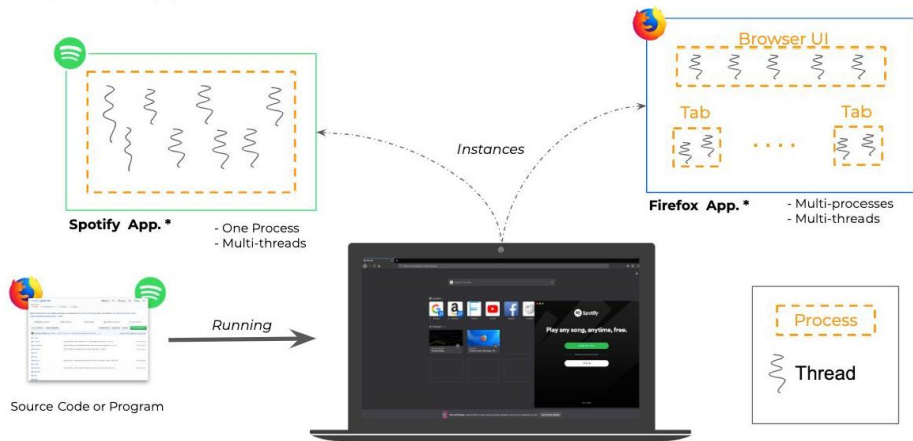 Browser UI
Tab
Tab
Instances
Spotify App. *
- One Process
- Multi-threads
Firefox App. *
- Multi-processes
- Multi-threads
Running
Source Code or Program
Spotify
Play any song, anytime, free.
Process
Thread